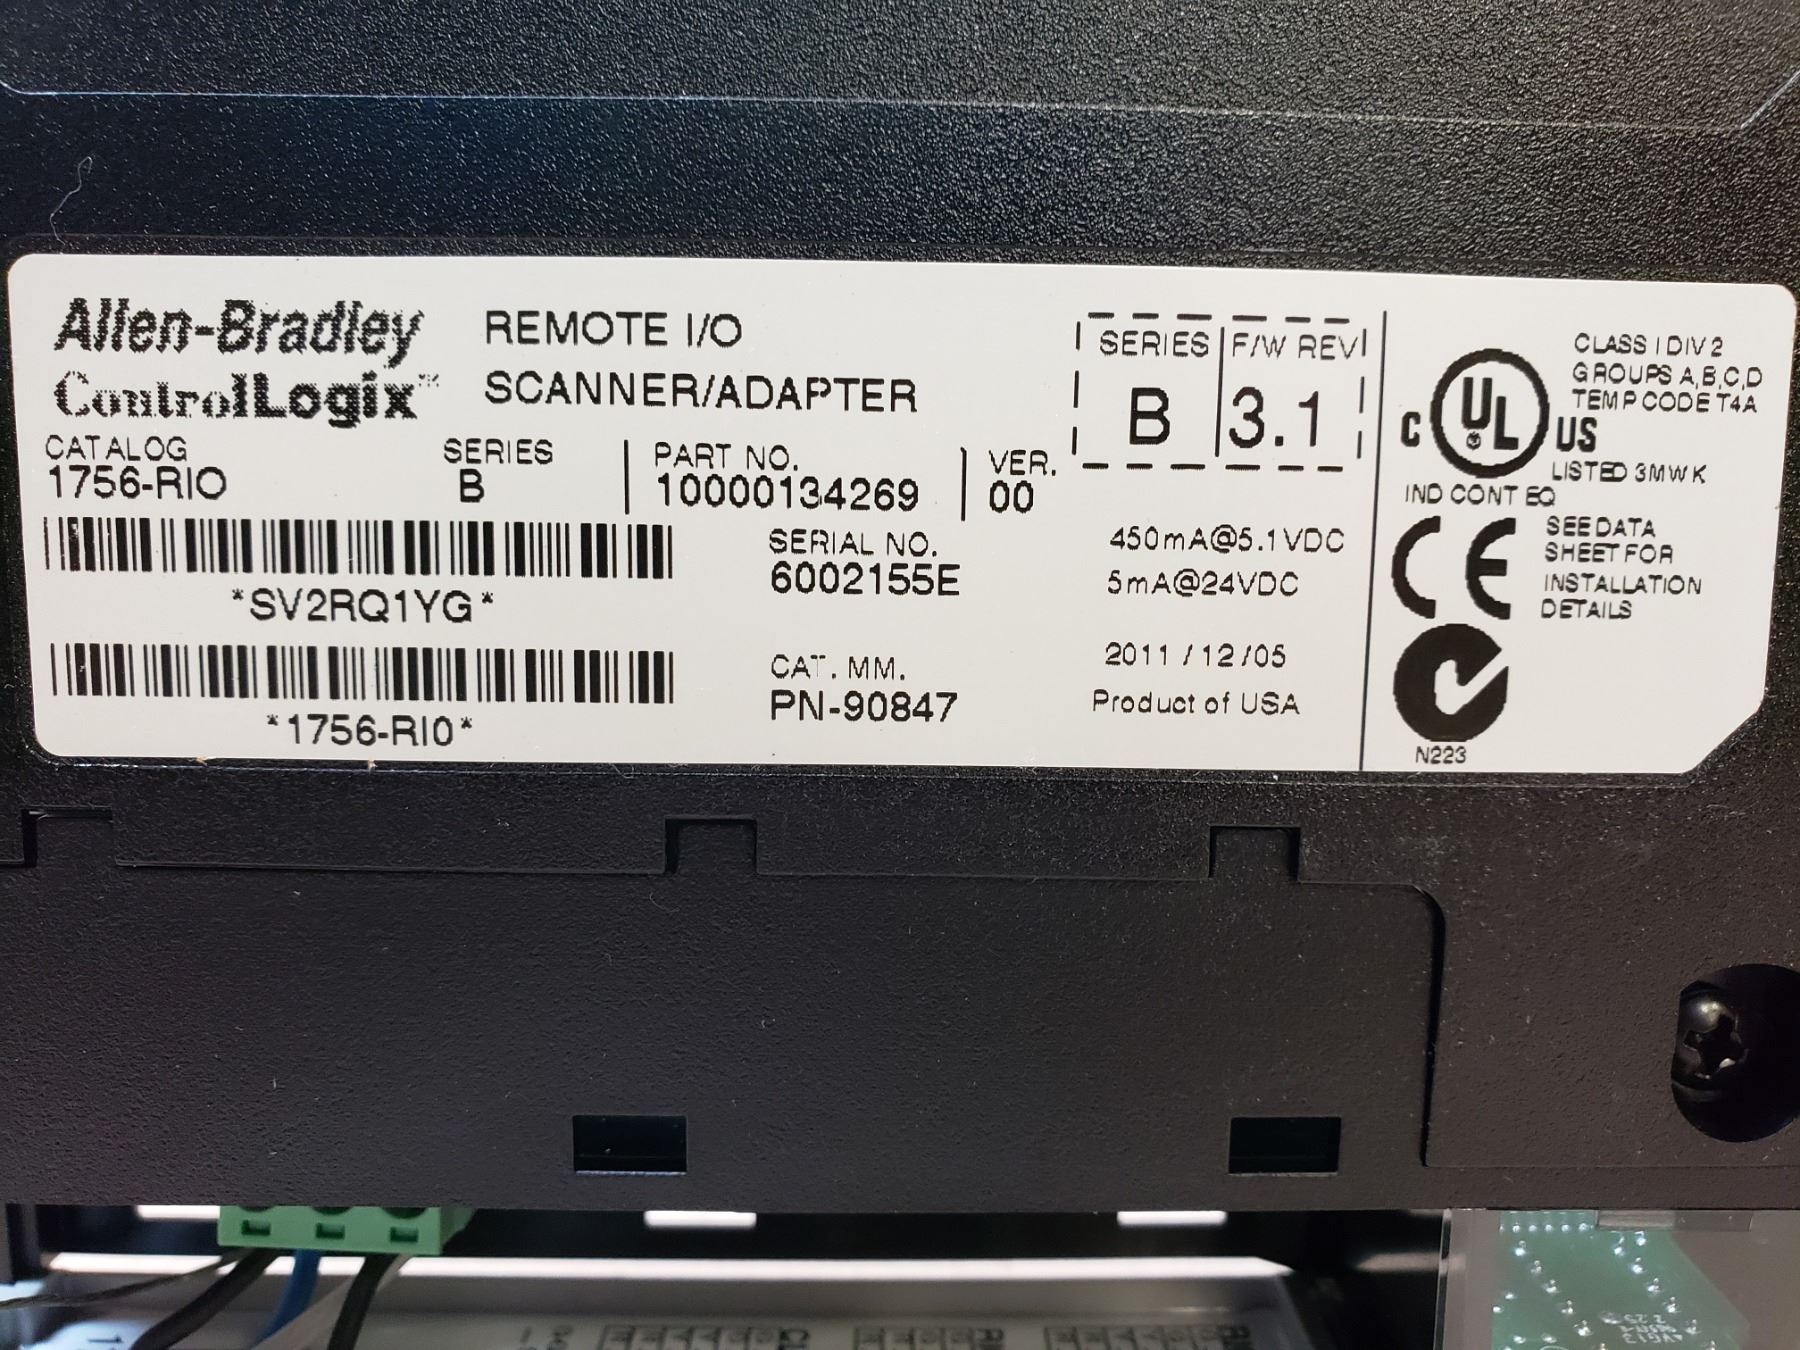 Allen-Bradley
ControlLogix™
REMOTE I/O
SCANNER/ADAPTER
CATALOG
1756-RIO
SERIES
B
PART NO.
10000134269
VER.
00
SERIES F/W REV
B 3.1
*SV2RQ1YG*
SERIAL NO.
6002155E
450mA@5.1VDC
5mA@24VDC
*1756-RI0*
CAT. MM.
PN-90847
2011/12/05
Product of USA
C UL US
CLASS I DIV 2
GROUPS A,B,C,D
TEMP CODE T4A
LISTED 3MWK
IND CONT EQ
CE
SEE DATA
SHEET FOR
INSTALLATION
DETAILS
N223